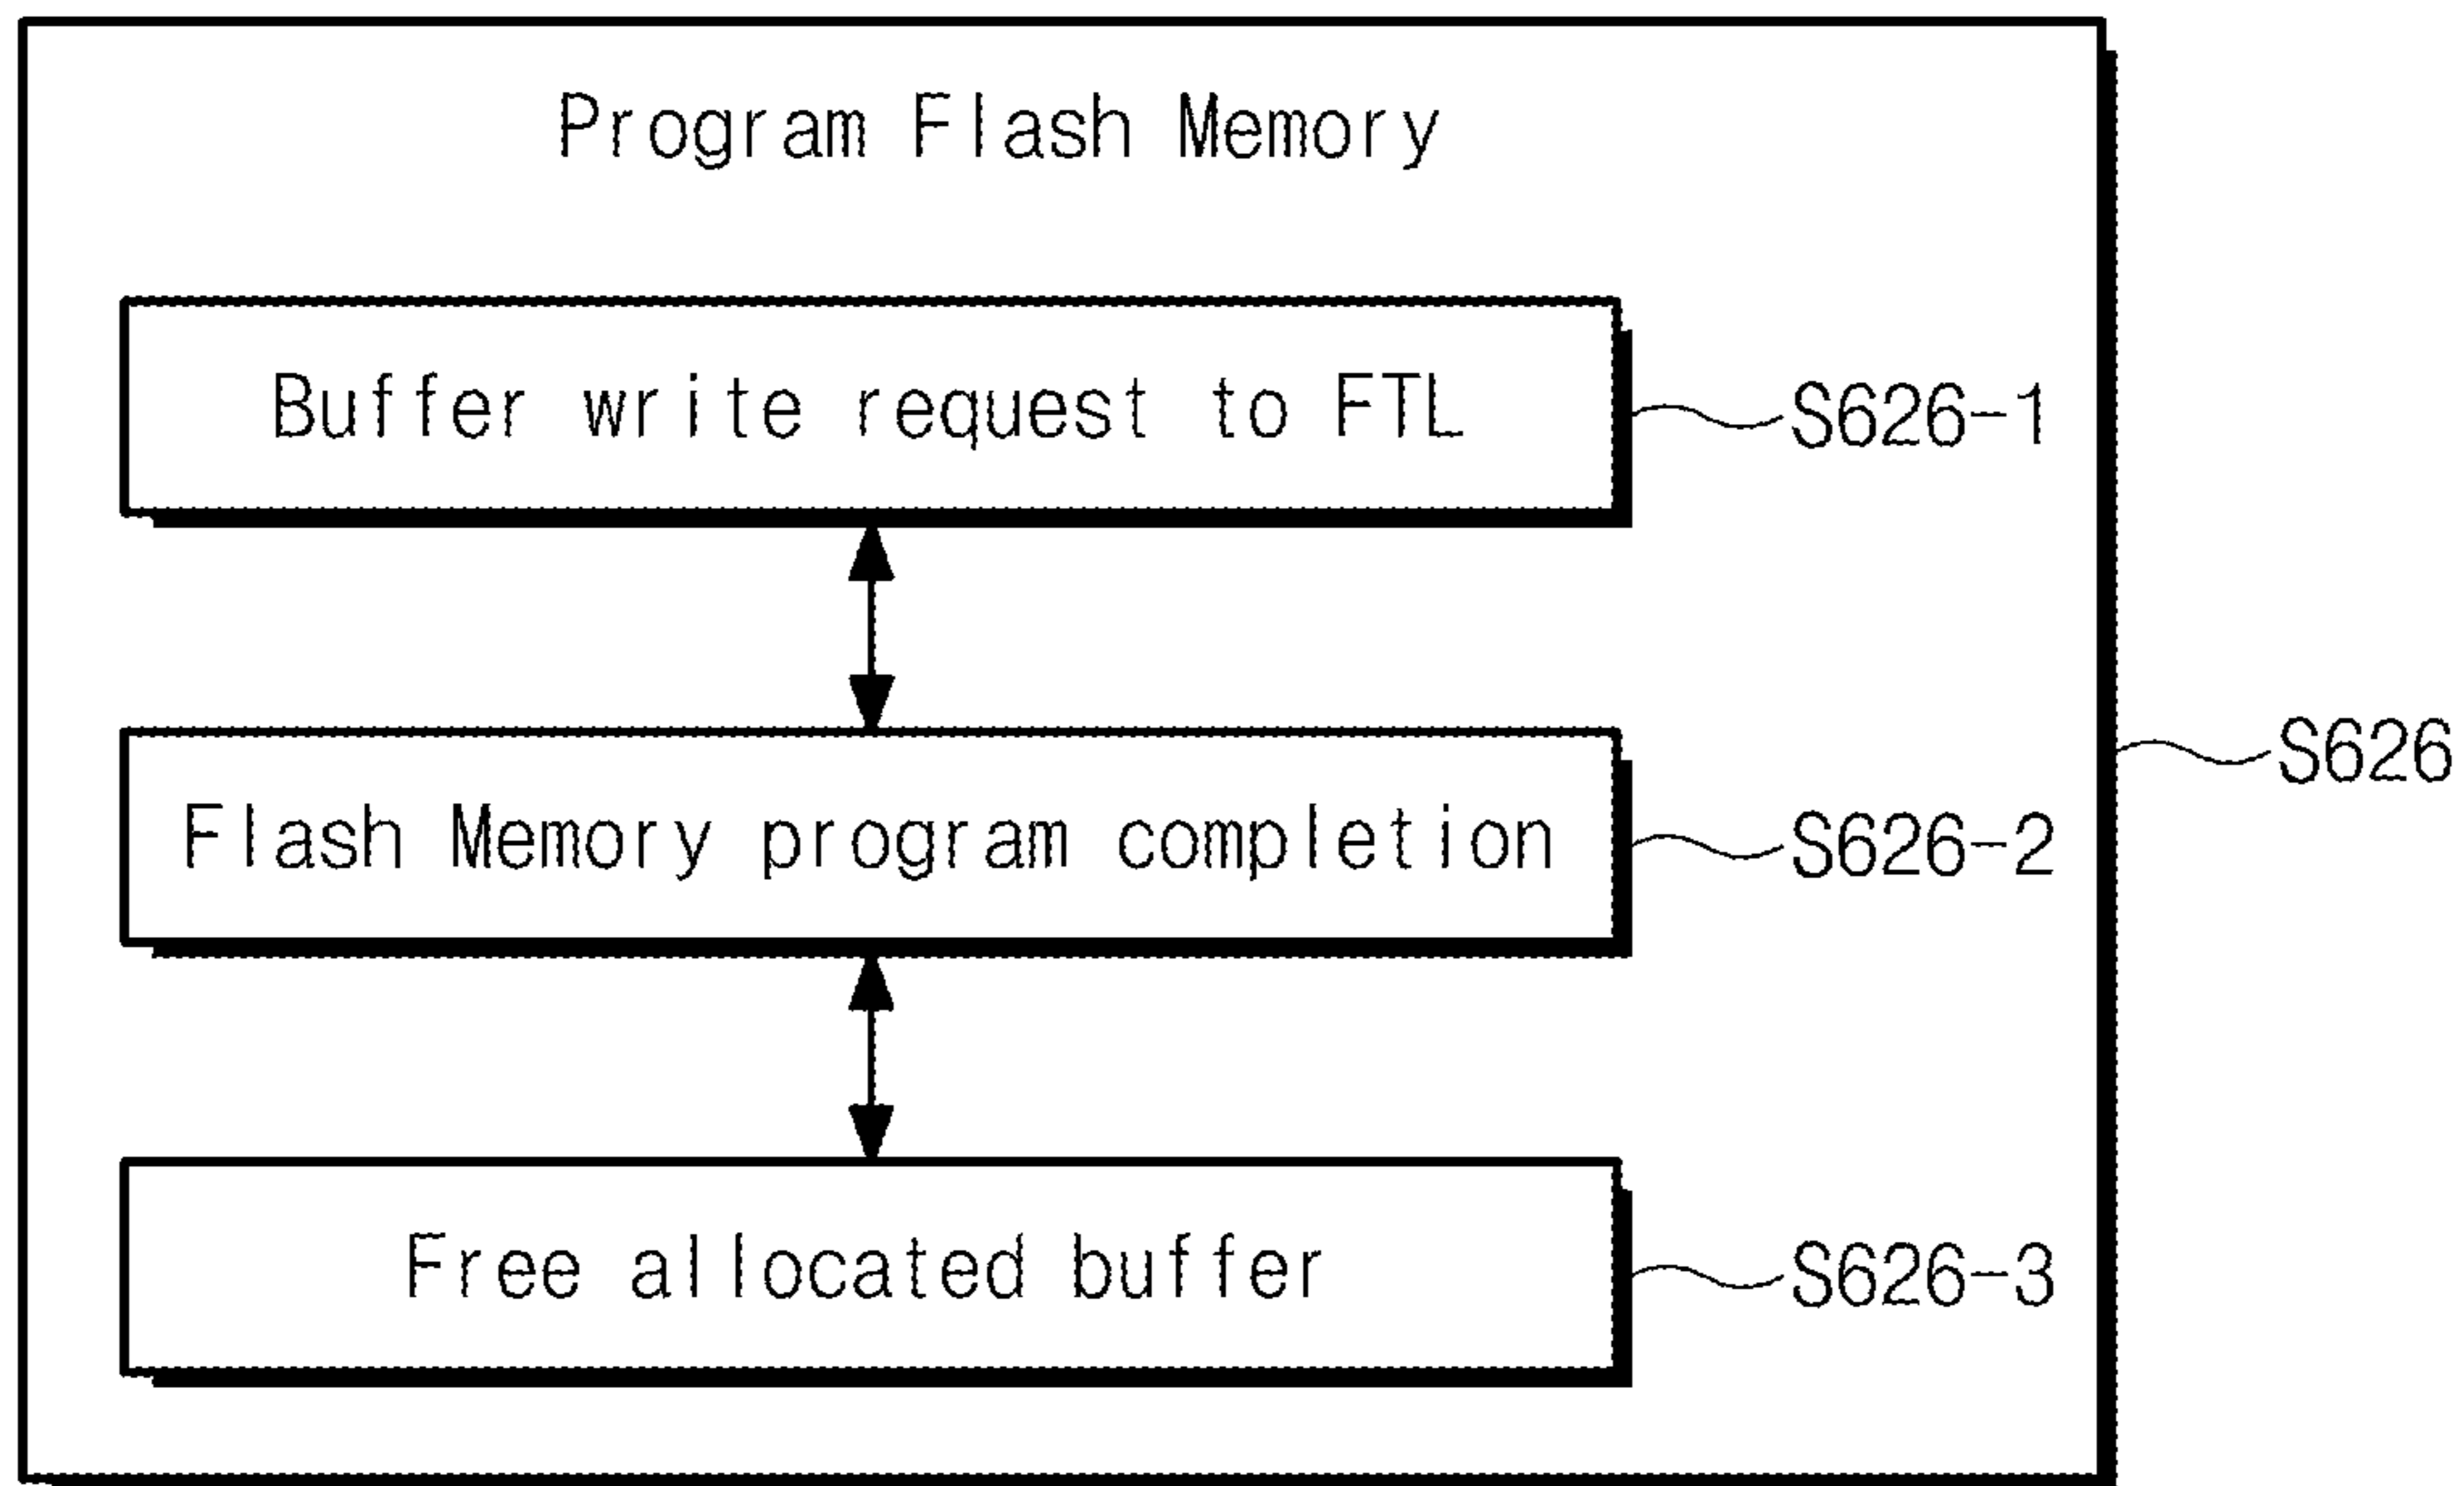 Program Flash Memory
Buffer write request to FTL
S626-1
S626
Flash Memory program completion
S626-2
Free allocated buffer
S626-3